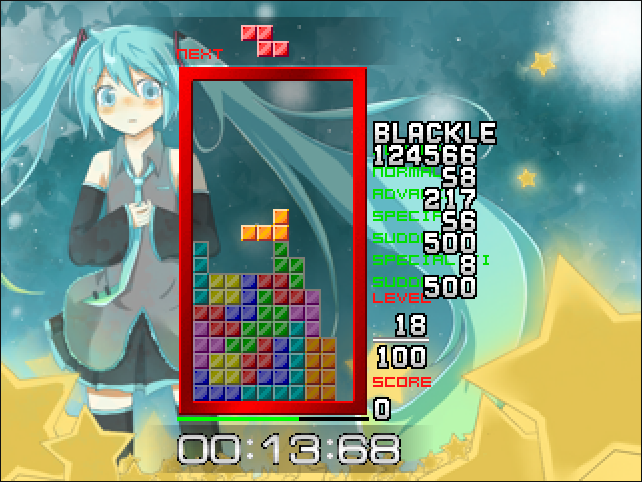 NEXT
BLACKLE
124566
NORMAL
58
ADVA
217
SPECIA
56
SUDD
500
SPECIAL
8
SUDD
500
LEVEL
18
100
SCORE
0
00:13:68